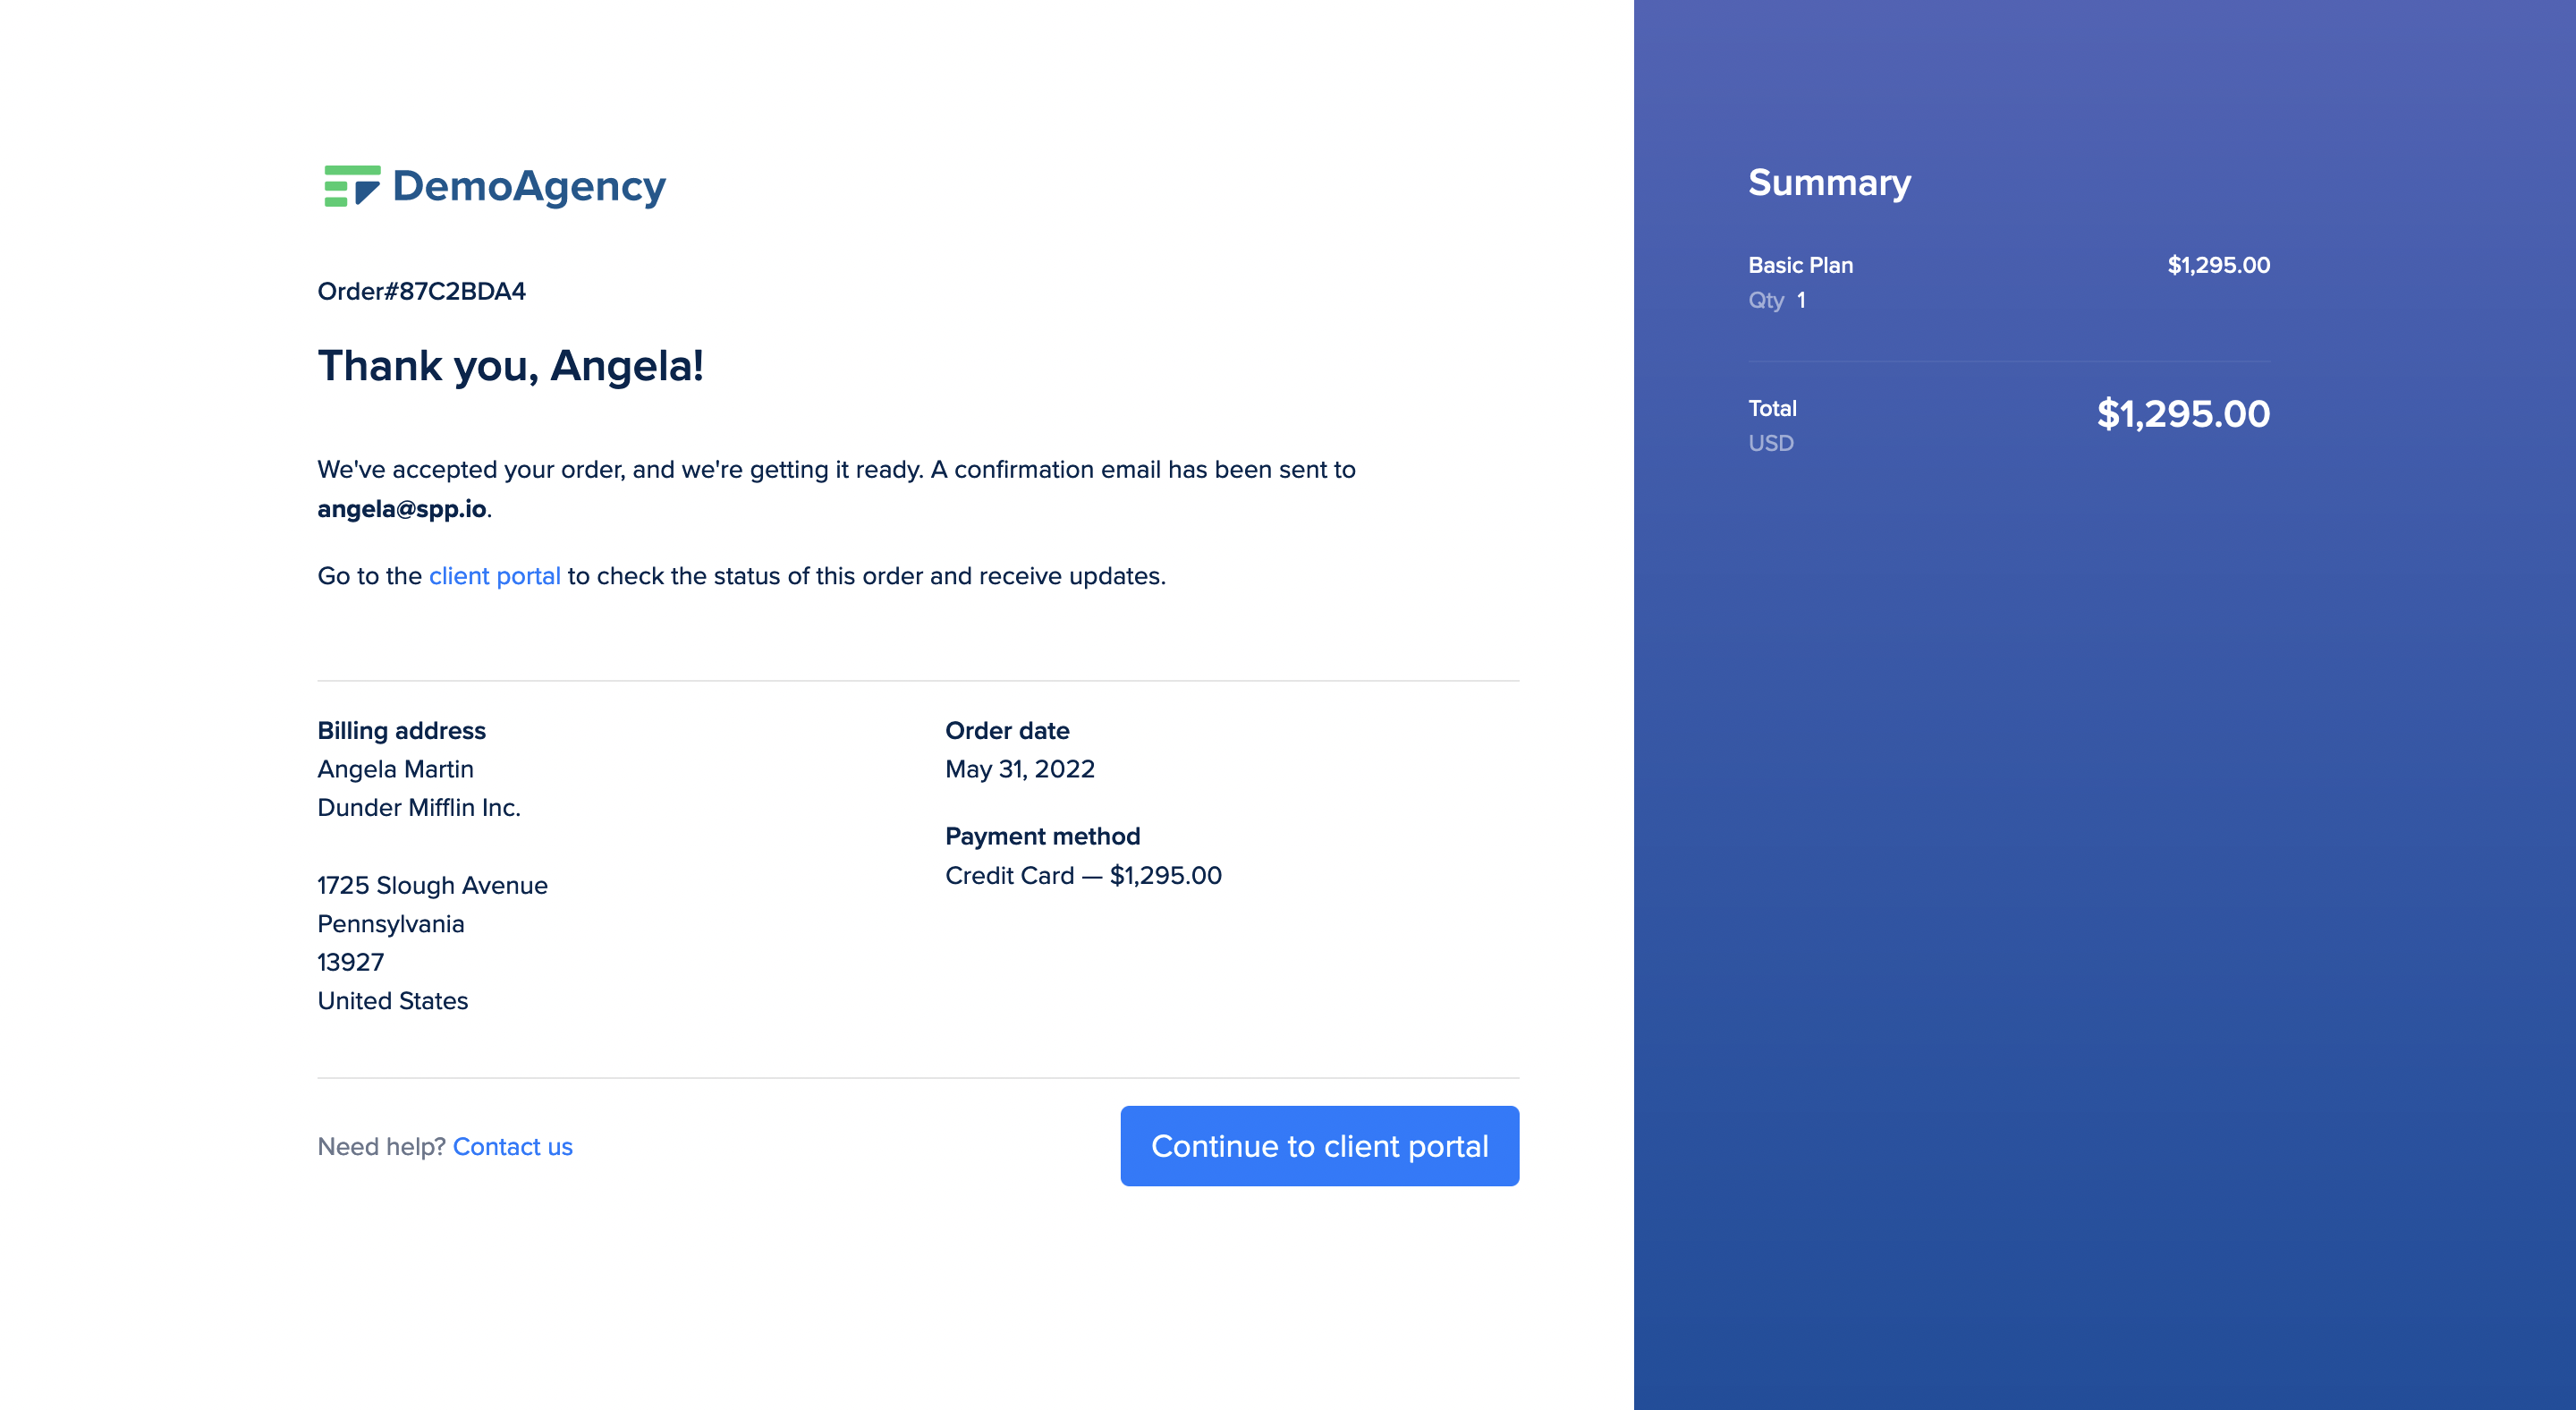 DemoAgency
Order#87C2BDA4
Thank you, Angela!
We've accepted your order, and we're getting it ready. A confirmation email has been sent to
angela@spp.io.
Go to the client portal to check the status of this order and receive updates.
Billing address
Angela Martin
Dunder Mifflin Inc.
1725 Slough Avenue
Pennsylvania
13927
United States
Order date
May 31, 2022
Payment method
Credit Card — $1,295.00
Need help? Contact us
Continue to client portal
Summary
Basic Plan $1,295.00
Qty 1
Total $1,295.00
USD